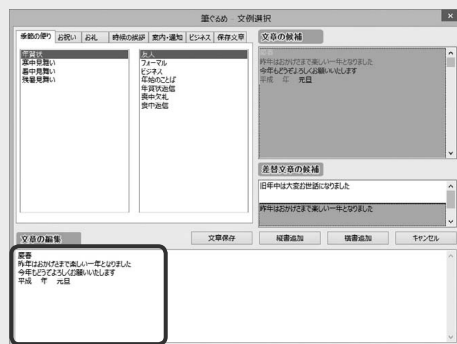 筆ぐるめ - 文例選択
季節の便り お祝い お礼 時候の挨拶 案内・通知 ビジネス 保存文章
年賀状
寒中見舞い
暑中見舞い
残暑見舞い
友人
フォーマル
ビジネス
年始のことば
年賀状返信
喪中欠礼
喪中返信
文章の候補
慶春
昨年はおかげさまで楽しい一年となりました
今年もどうぞよろしくお願いいたします
平成 年 元旦
差替文章の候補
旧年中は大変お世話になりました
昨年はおかげさまで楽しい一年となりました
文章の編集 文章保存 縦書追加 横書追加 キャンセル
慶春
昨年はおかげさまで楽しい一年となりました
今年もどうぞよろしくお願いいたします
平成 年 元旦